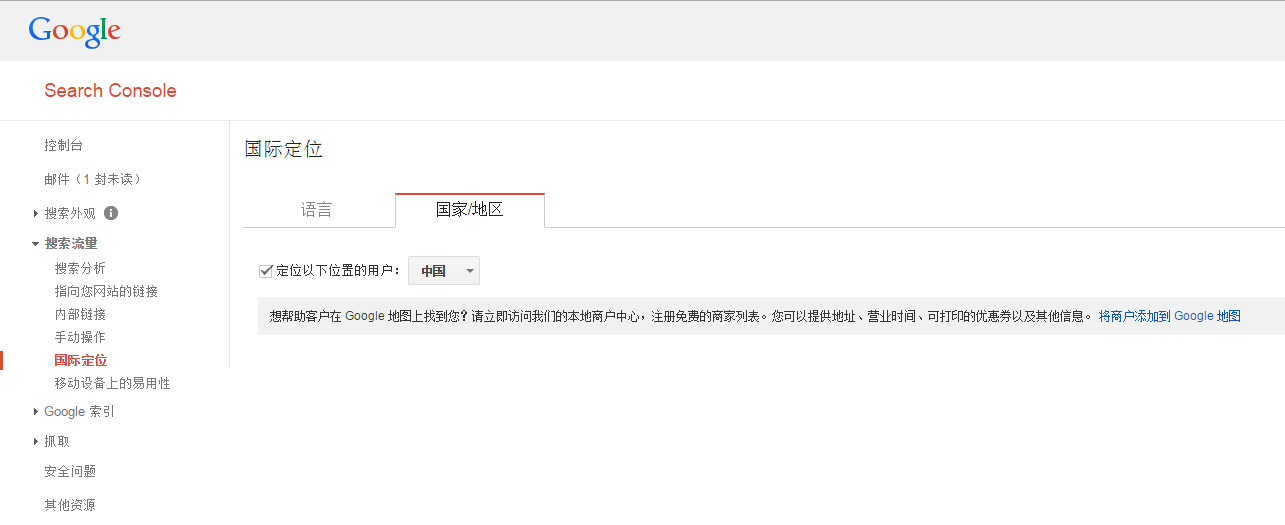 Google
Search Console
控制台
邮件（1 封未读）
搜索外观
搜索流量
搜索分析
指向您网站的链接
内部链接
手动操作
国际定位
移动设备上的易用性
Google 索引
抓取
安全问题
其他资源
国际定位
语言
国家/地区
定位以下位置的用户： 中国
想帮助客户在 Google 地图上找到您？请立即访问我们的本地商户中心，注册免费的商家列表。您可以提供地址、营业时间、可打印的优惠券以及其他信息。 将商户添加到 Google 地图